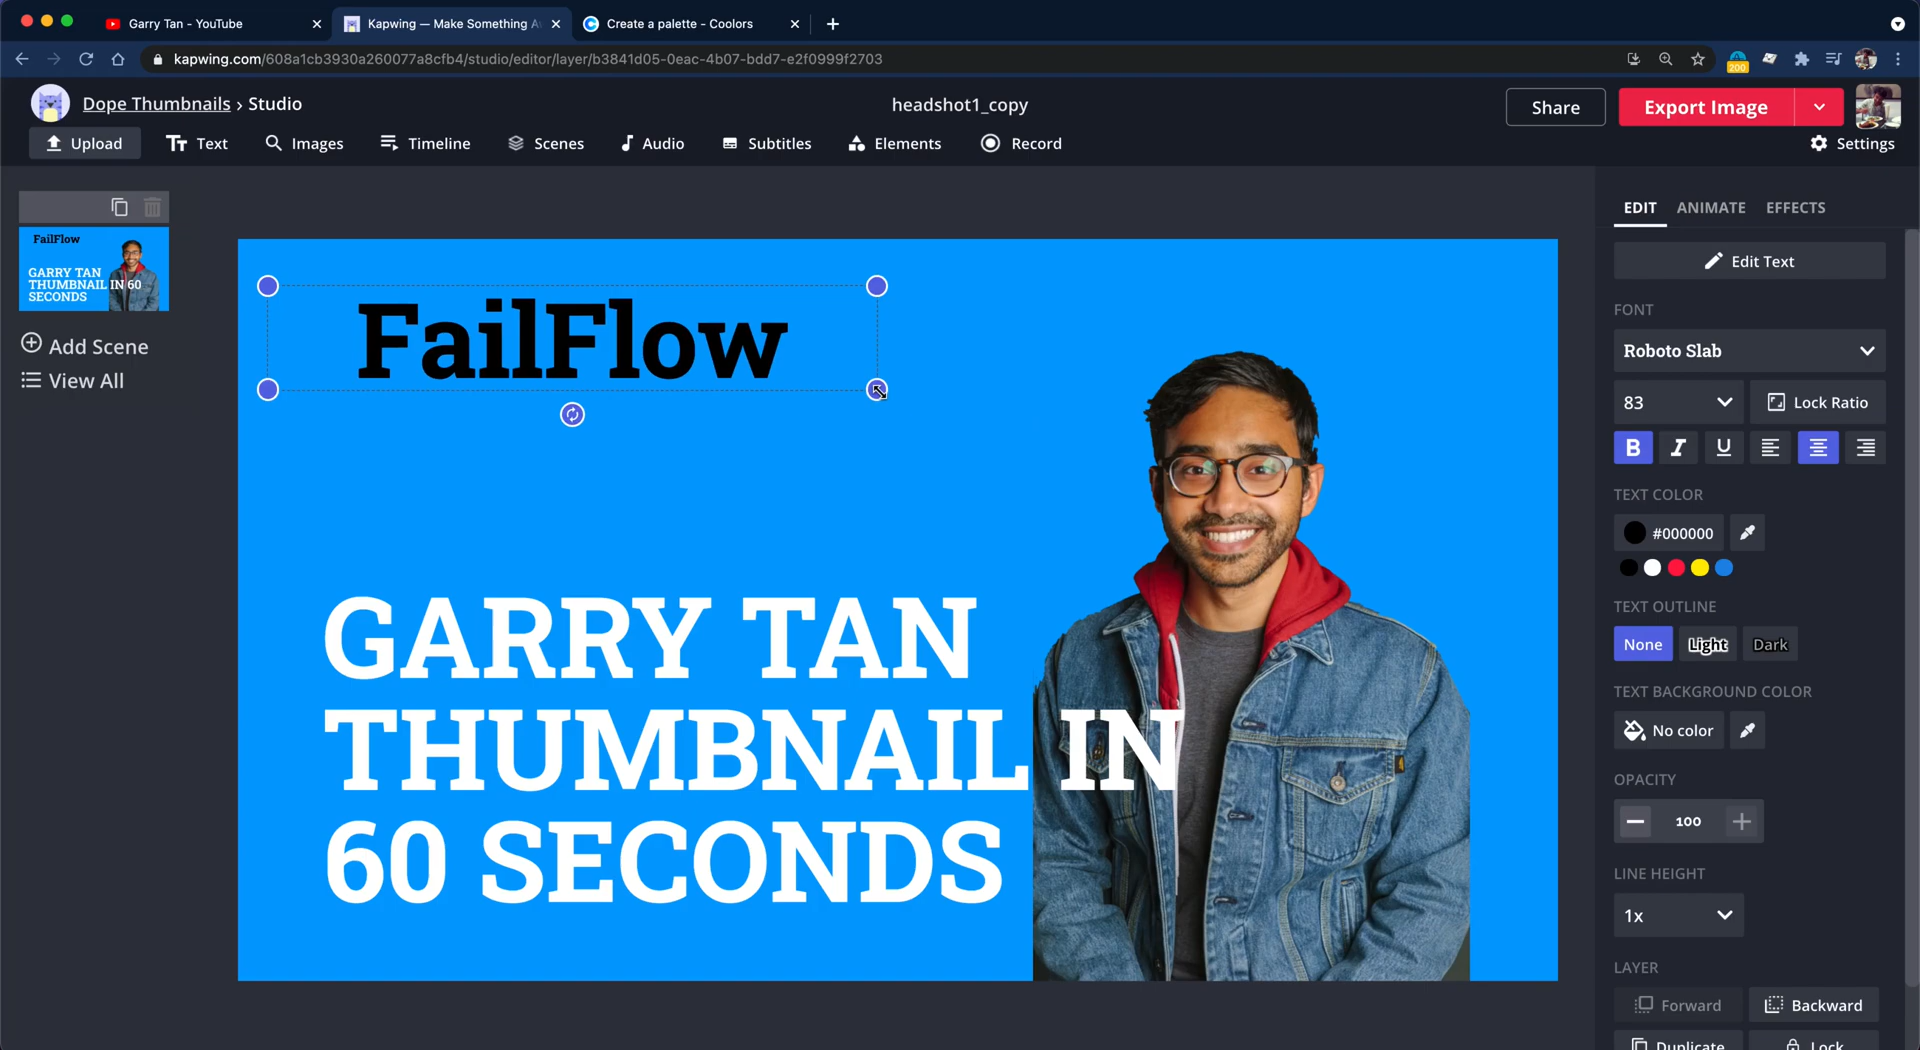 Garry Tan - YouTube
Kapwing — Make Something A
Create a palette - Coolors
kapwing.com/608a1cb3930a260077a8cfb4/studio/editor/layer/b3841d05-0eac-4b07-bdd7-e2f0999f2703
200
Dope Thumbnails › Studio
headshot1_copy
Share
Export Image
Upload
Text
Images
Timeline
Scenes
Audio
Subtitles
Elements
Record
Settings
FailFlow
GARRY TAN
THUMBNAIL IN 60
SECONDS
Add Scene
View All
FailFlow
GARRY TAN
THUMBNAIL IN
60 SECONDS
EDIT
ANIMATE
EFFECTS
Edit Text
FONT
Roboto Slab
83
Lock Ratio
B I U
TEXT COLOR
#000000
TEXT OUTLINE
None
Light
Dark
TEXT BACKGROUND COLOR
No color
OPACITY
100
LINE HEIGHT
1x
LAYER
Forward
Backward
Duplicate
Lock